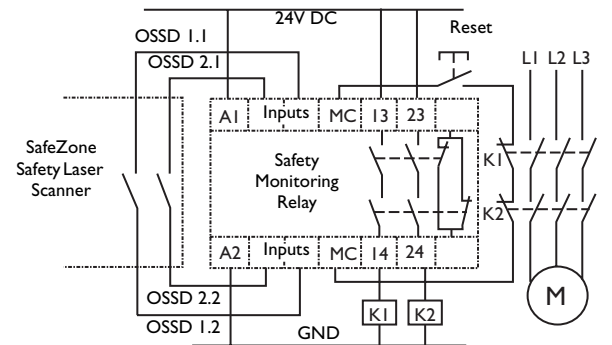 24V DC
OSSD 1.1
OSSD 2.1
Reset
L1 L2 L3
A1 Inputs MC 13 23
SafeZone
Safety Laser
Scanner
Safety
Monitoring
Relay
K1
K2
A2 Inputs MC 14 24
OSSD 2.2
OSSD 1.2
K1 K2
M
GND